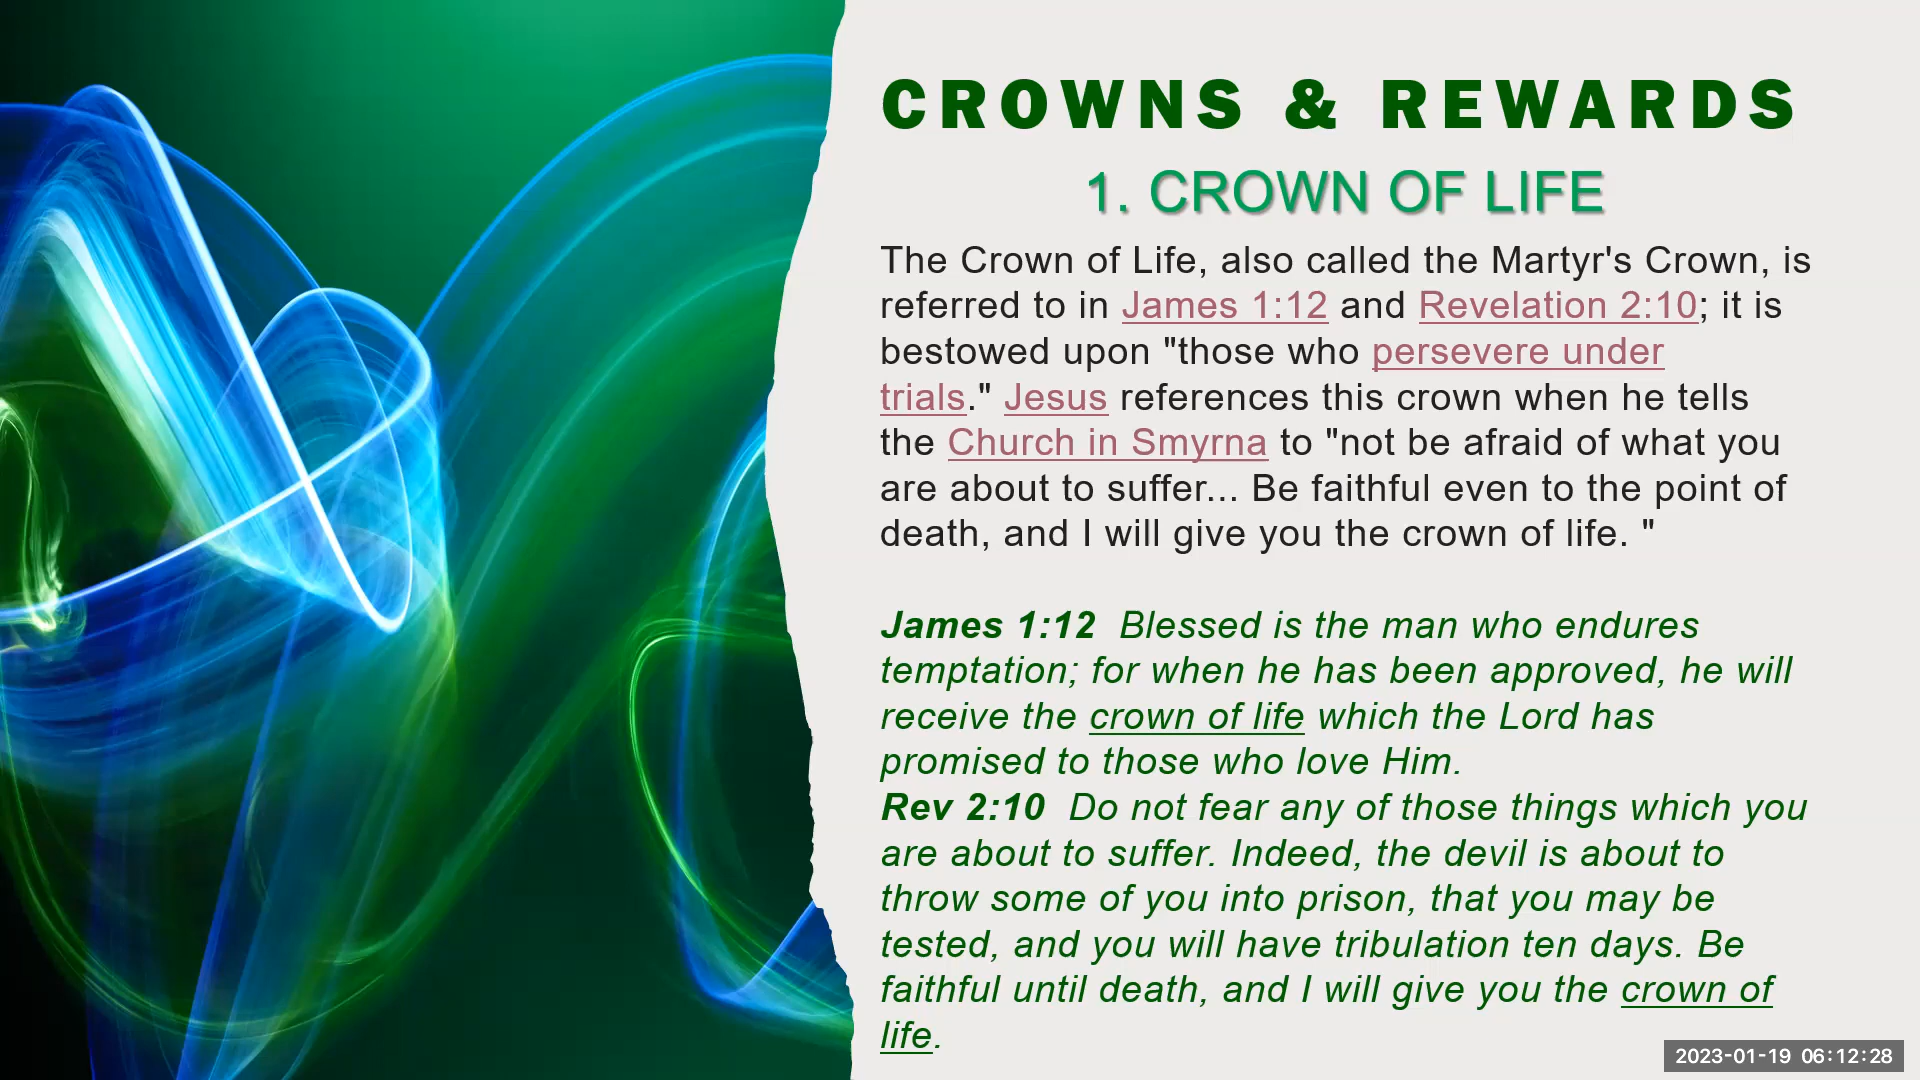 CROWNS & REWARDS
1. CROWN OF LIFE
The Crown of Life, also called the Martyr's Crown, is
referred to in James 1:12 and Revelation 2:10; it is
bestowed upon "those who persevere under
trials." Jesus references this crown when he tells
the Church in Smyrna to "not be afraid of what you
are about to suffer... Be faithful even to the point of
death, and I will give you the crown of life. "
James 1:12 Blessed is the man who endures
temptation; for when he has been approved, he will
receive the crown of life which the Lord has
promised to those who love Him.
Rev 2:10 Do not fear any of those things which you
are about to suffer. Indeed, the devil is about to
throw some of you into prison, that you may be
tested, and you will have tribulation ten days. Be
faithful until death, and I will give you the crown of
life.
2023-01-19 06:12:28